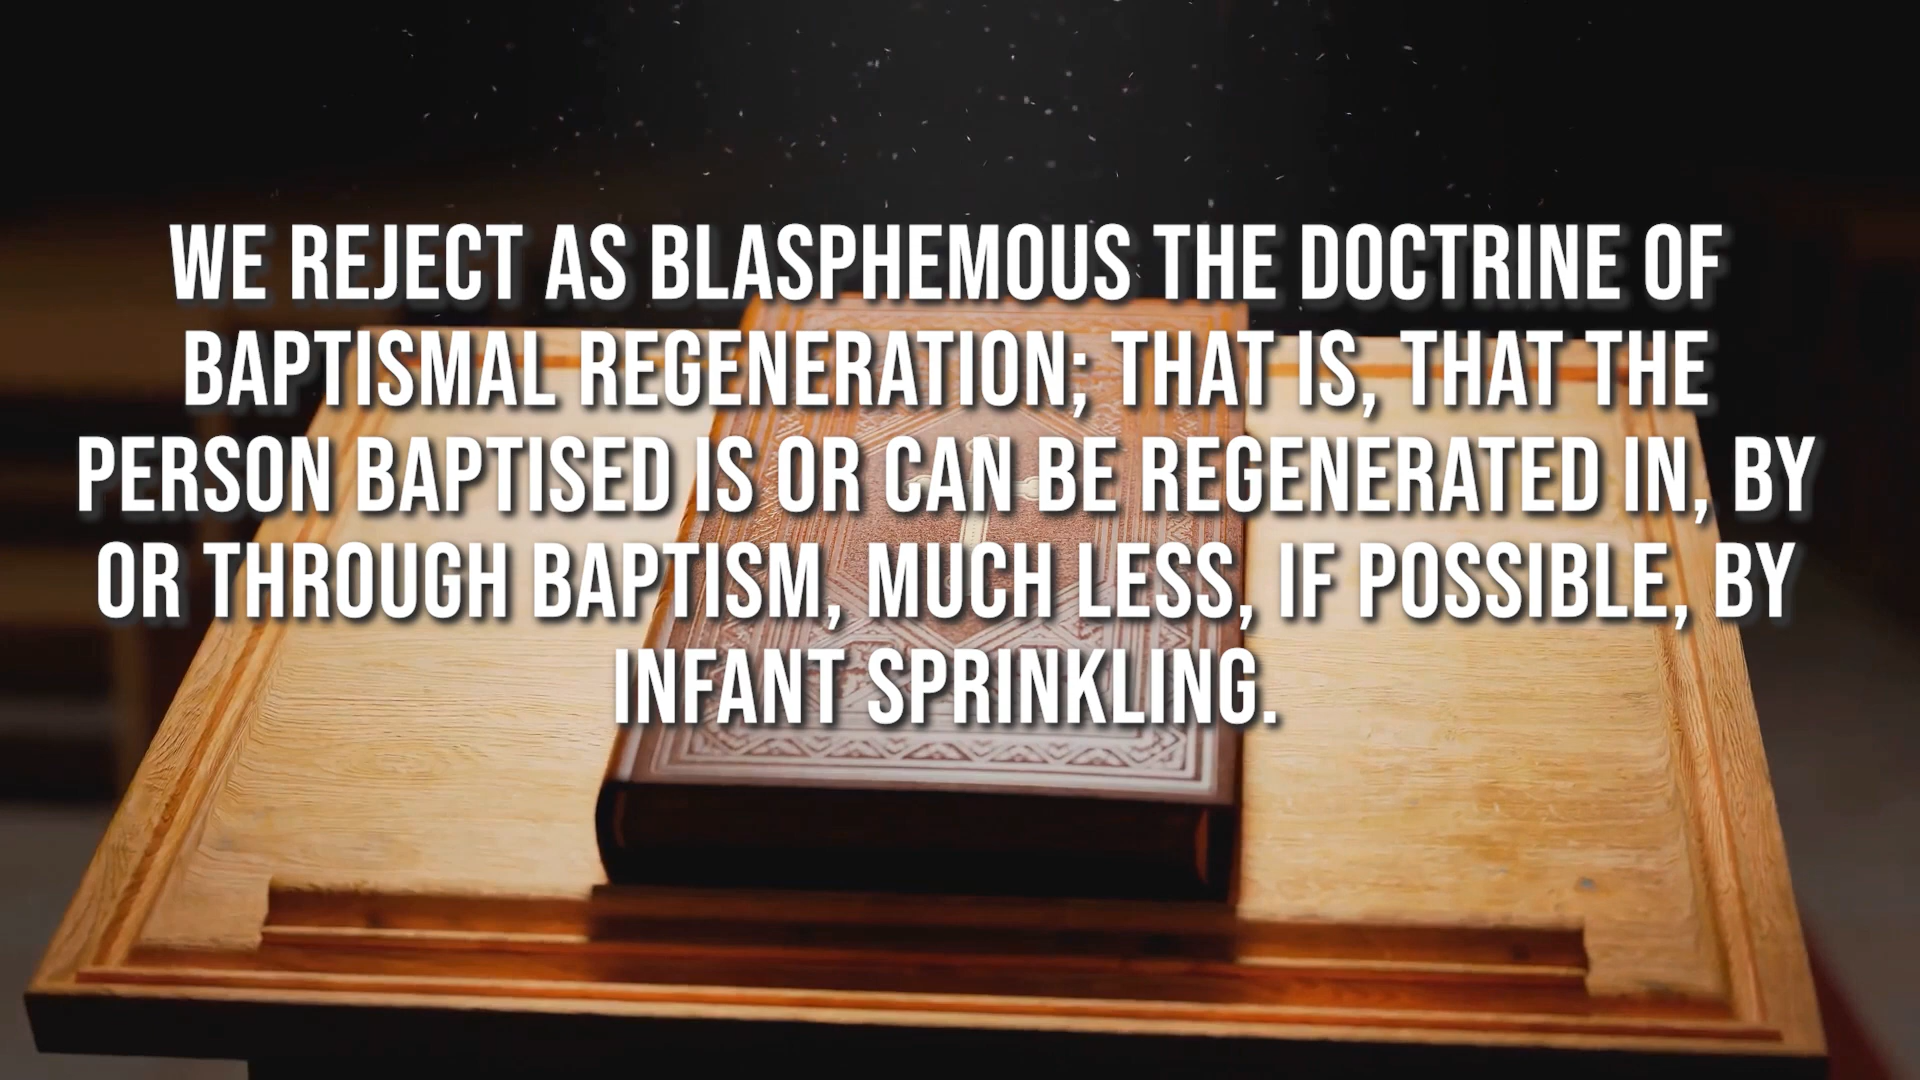 WE REJECT AS BLASPHEMOUS THE DOCTRINE OF
BAPTISMAL REGENERATION; THAT IS, THAT THE
PERSON BAPTISED IS OR CAN BE REGENERATED IN, BY
OR THROUGH BAPTISM, MUCH LESS, IF POSSIBLE, BY
INFANT SPRINKLING.